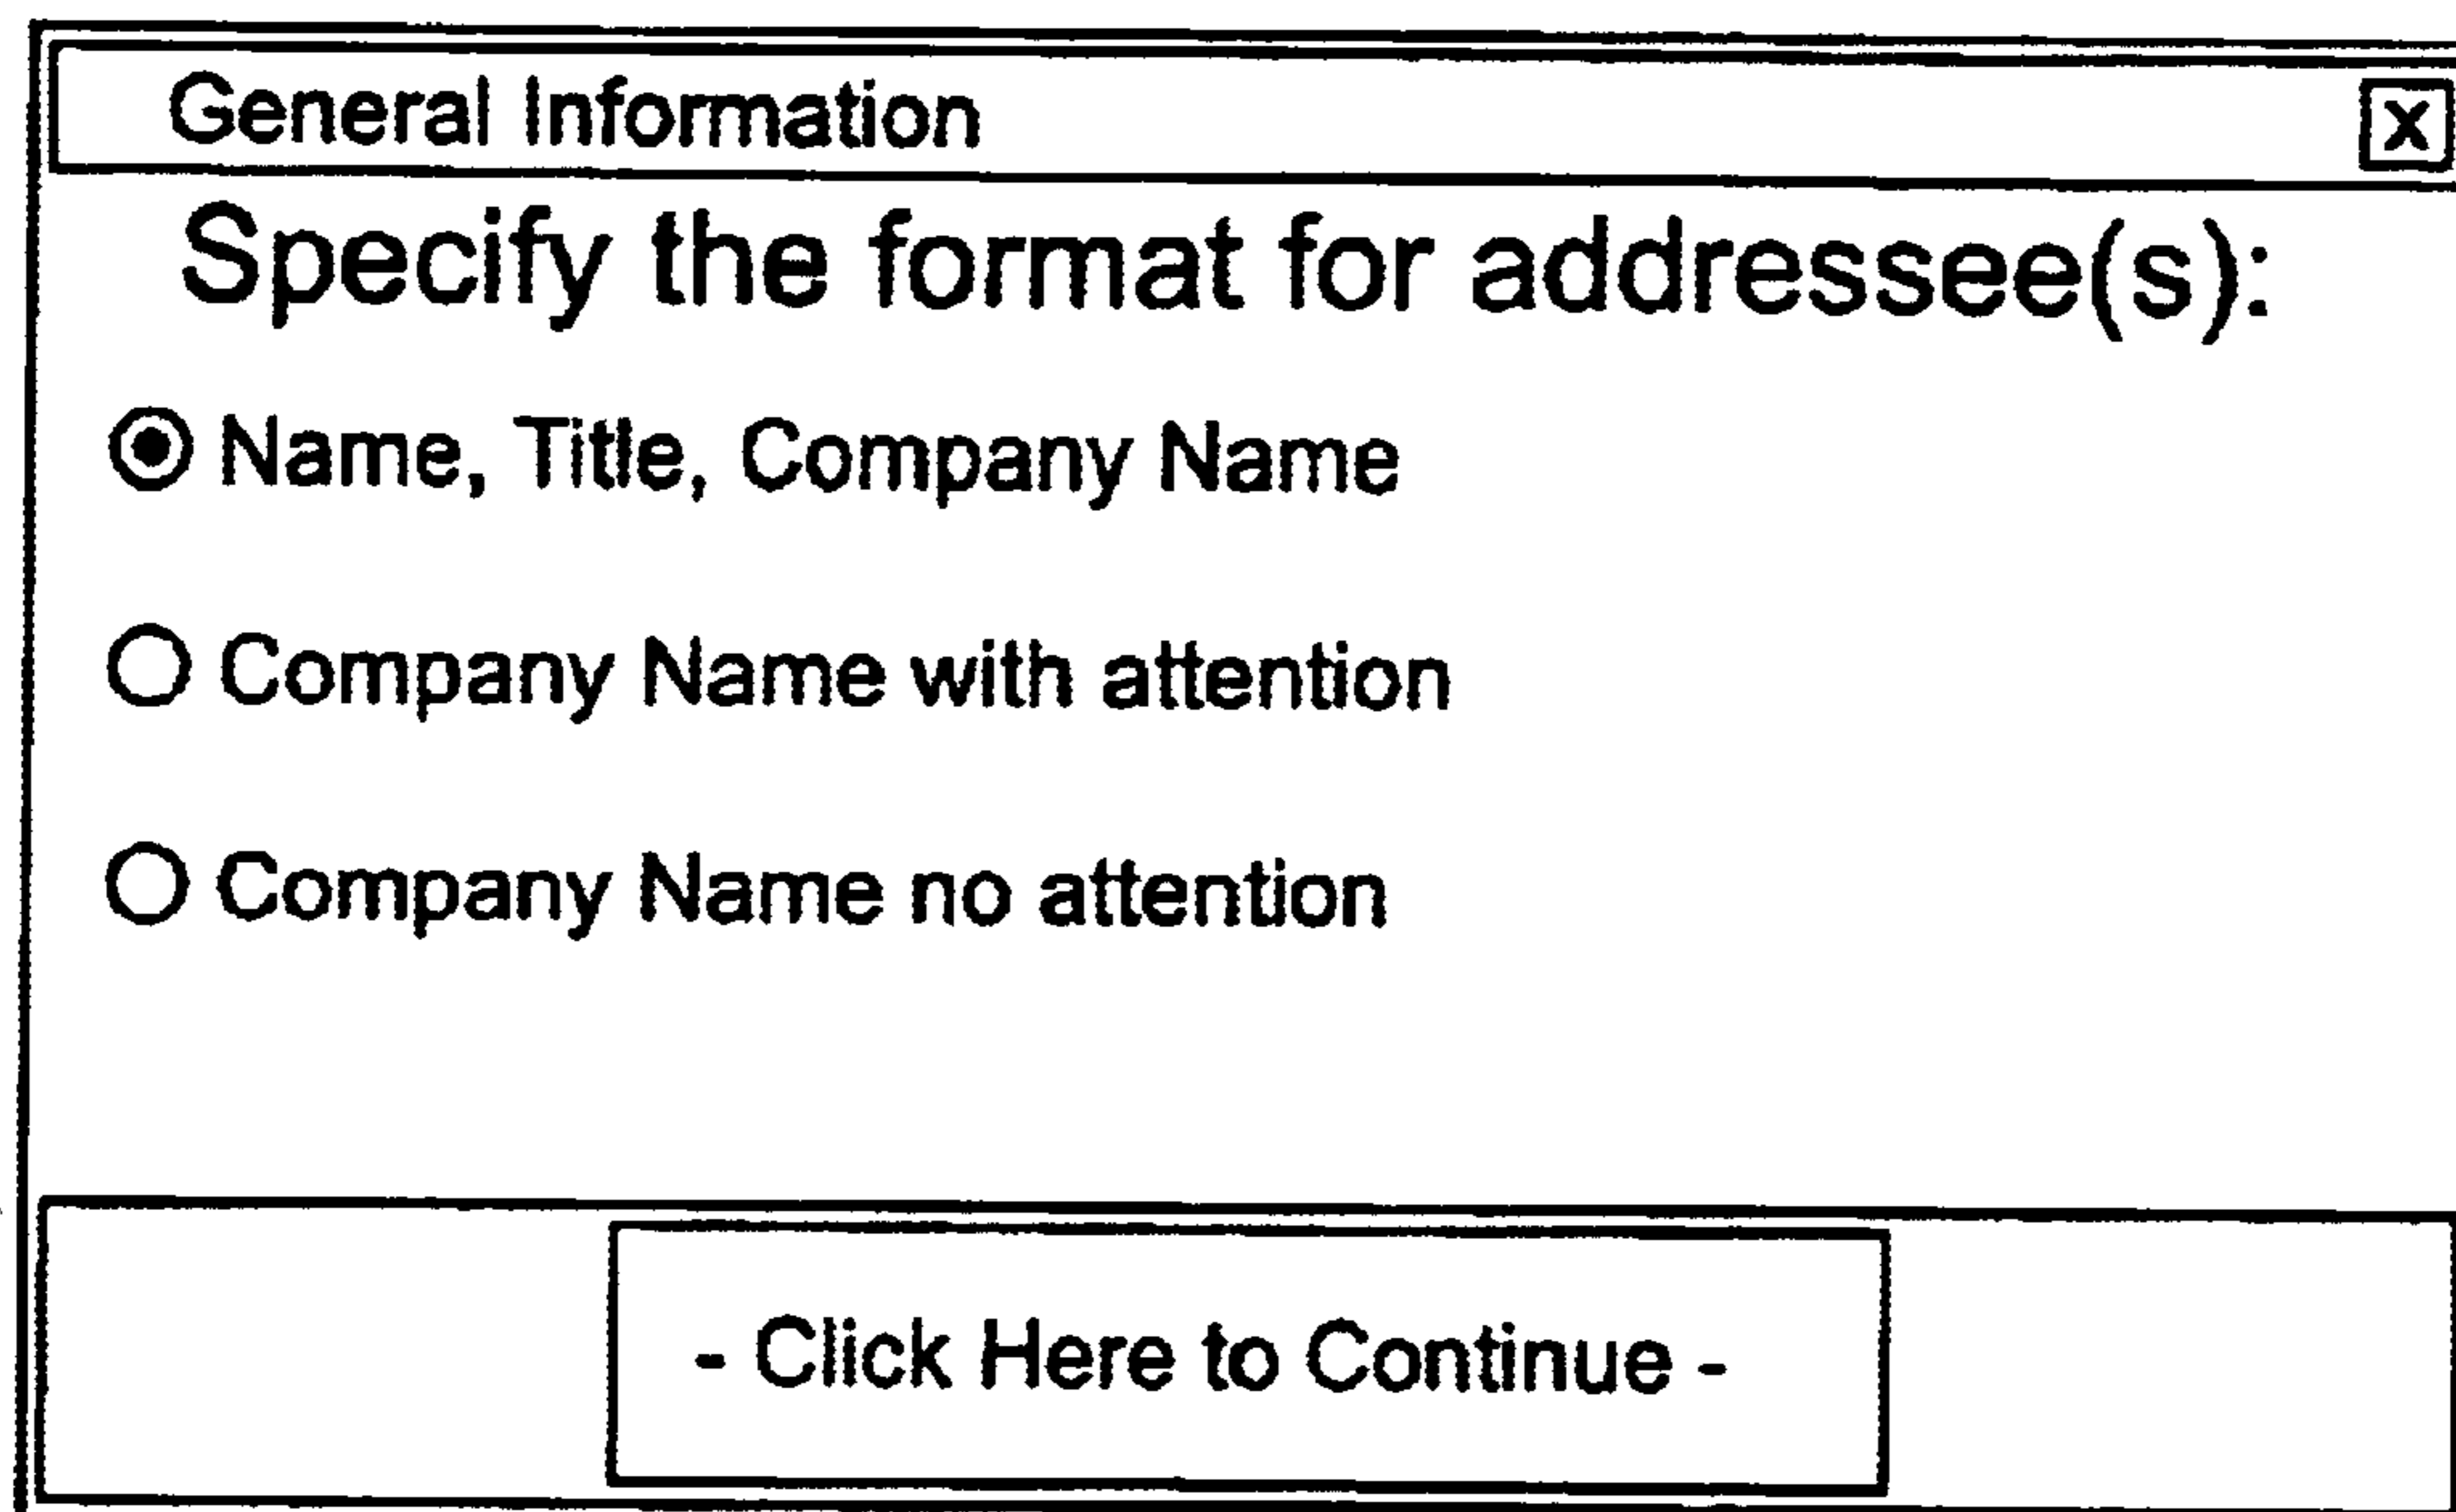 General Information
X
Specify the format for addressee(s):
Name, Title, Company Name
Company Name with attention
Company Name no attention
- Click Here to Continue -